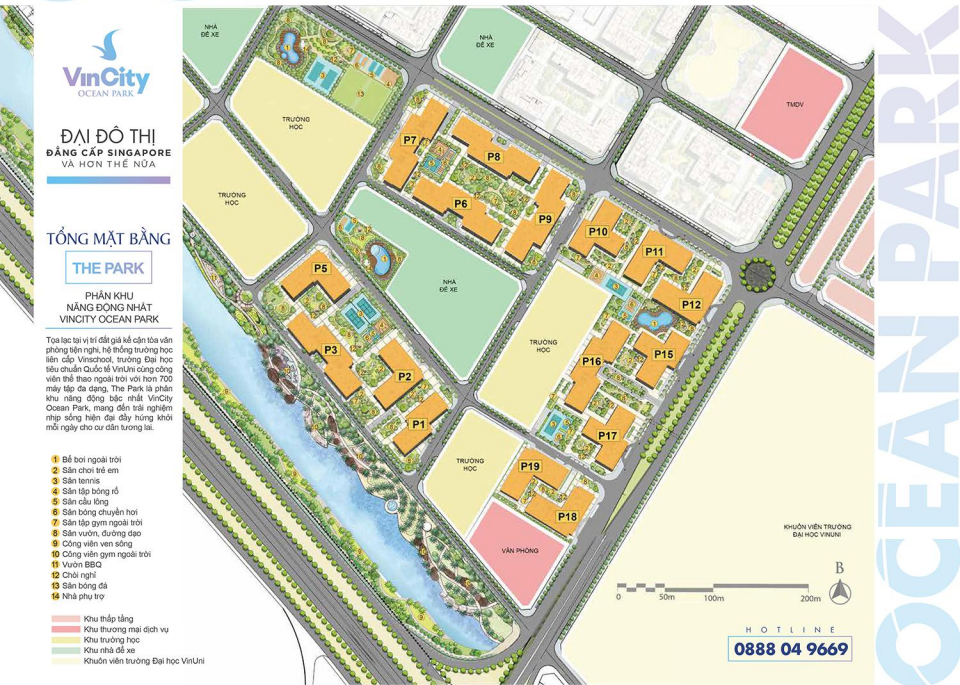 VinCity
OCEAN PARK
ĐẠI ĐÔ THỊ
ĐẲNG CẤP SINGAPORE
VÀ HƠN THẾ NỮA
TỔNG MẶT BẰNG
THE PARK
PHÂN KHU
NĂNG ĐỘNG NHẤT
VINCITY OCEAN PARK
Tọa lạc tại vị trí đất giá kế cận tòa văn
phòng tiện nghi, hệ thống trường học
liên cấp Vinschool, trường Đại học
tiêu chuẩn Quốc tế VinUni cùng công
viên thể thao ngoài trời với hơn 700
máy tập đa dạng, The Park là phân
khu năng động bậc nhất VinCity
Ocean Park, mang đến trải nghiệm
nhịp sống hiện đại đầy hứng khởi
mỗi ngày cho cư dân tương lai.
1 Bể bơi ngoài trời
2 Sân chơi trẻ em
3 Sân tennis
4 Sân tập bóng rổ
5 Sân cầu lông
6 Sân bóng chuyền hơi
7 Sân tập gym ngoài trời
8 Sân vườn, đường dạo
9 Công viên ven sông
10 Công viên gym ngoài trời
11 Vườn BBQ
12 Chòi nghỉ
13 Sân bóng đá
14 Nhà phụ trợ
Khu thấp tầng
Khu thương mại dịch vụ
Khu trường học
Khu nhà để xe
Khuôn viên trường Đại học VinUni
NHÀ
ĐỂ XE
NHÀ
ĐỂ XE
TMDV
TRƯỜNG
HỌC
TRƯỜNG
HỌC
P7
P8
P6
P9
P10
P11
P12
P5
NHÀ
ĐỂ XE
P3
P2
P1
TRƯỜNG
HỌC
P16
P15
P17
TRƯỜNG
HỌC
P19
P18
VĂN PHÒNG
KHUÔN VIÊN TRƯỜNG
ĐẠI HỌC VINUNI
B
0 50m 100m 200m
HOTLINE
0888 04 9669
OCEAN PARK